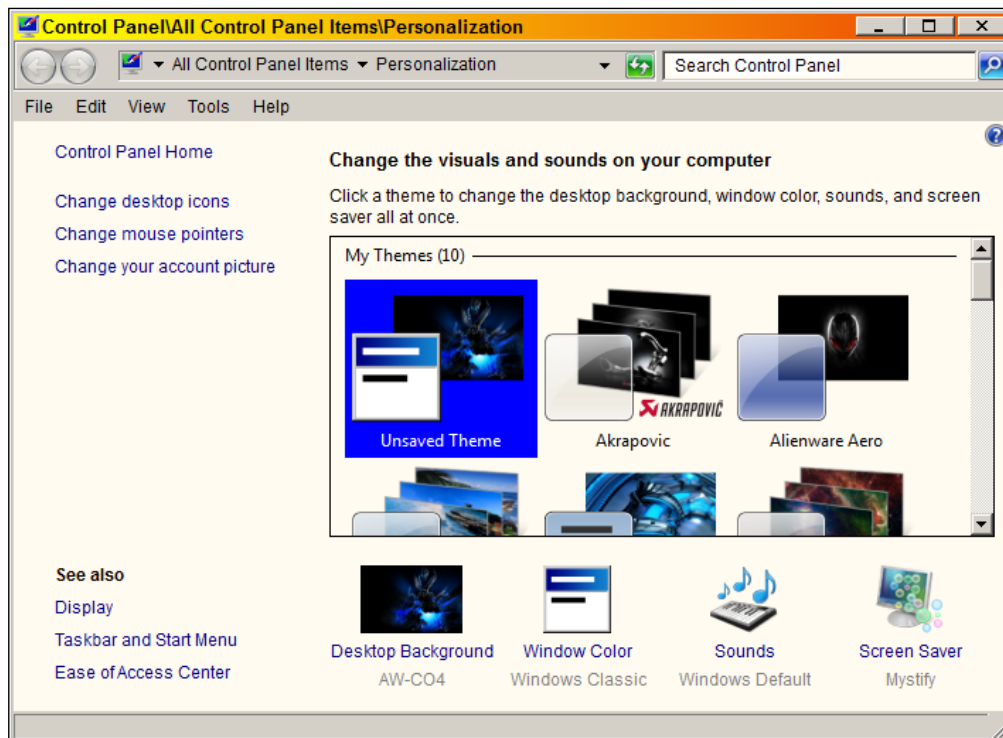 Control Panel\All Control Panel Items\Personalization
All Control Panel Items Personalization
Search Control Panel
File Edit View Tools Help
Control Panel Home
Change desktop icons
Change mouse pointers
Change your account picture
Change the visuals and sounds on your computer
Click a theme to change the desktop background, window color, sounds, and screen
saver all at once.
My Themes (10)
AKRAPOVIČ
Unsaved Theme
Akrapovic
Alienware Aero
See also
Display
Taskbar and Start Menu
Ease of Access Center
Desktop Background
AW-CO4
Window Color
Windows Classic
Sounds
Windows Default
Screen Saver
Mystify